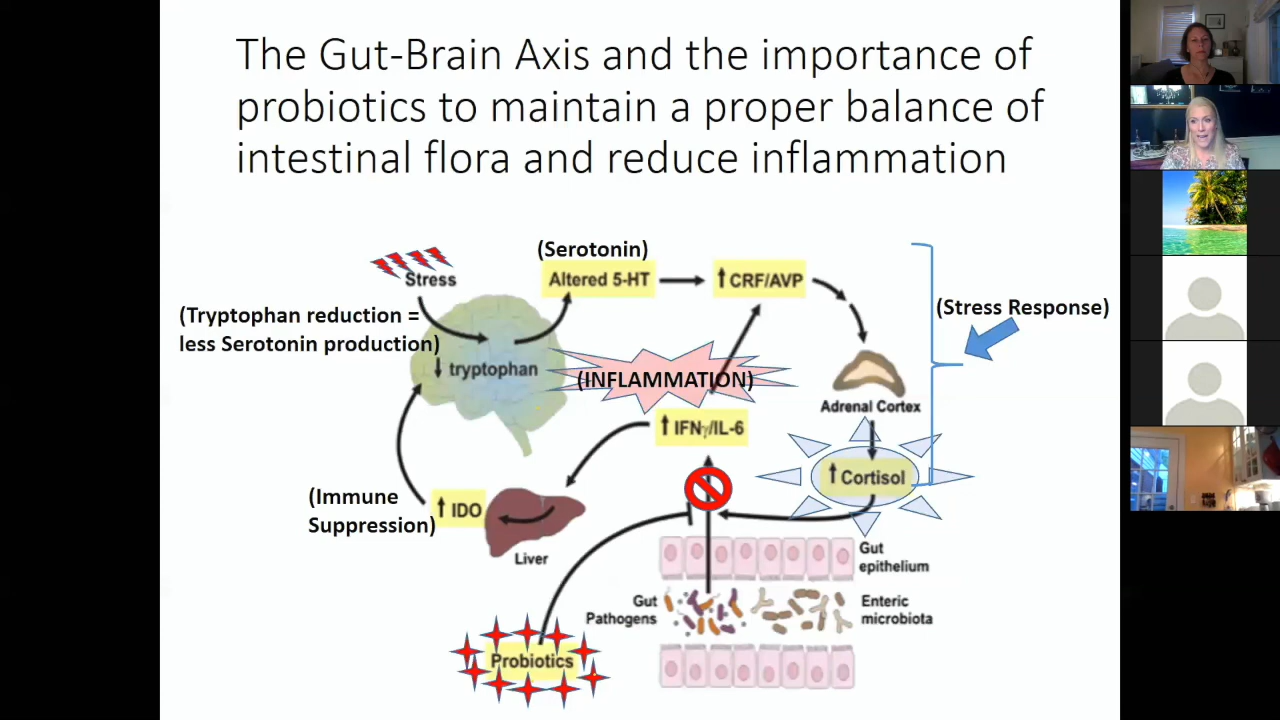 The Gut-Brain Axis and the importance of
probiotics to maintain a proper balance of
intestinal flora and reduce inflammation
(Serotonin)
Stress
Altered 5-HT
↑ CRF/AVP
(Stress Response)
(Tryptophan reduction =
less Serotonin production)
↓ tryptophan
(INFLAMMATION)
Adrenal Cortex
↑ IFNγ/IL-6
↑ Cortisol
(Immune
Suppression)
↑ IDO
Liver
Gut
epithelium
Gut
Pathogens
Enteric
microbiota
Probiotics